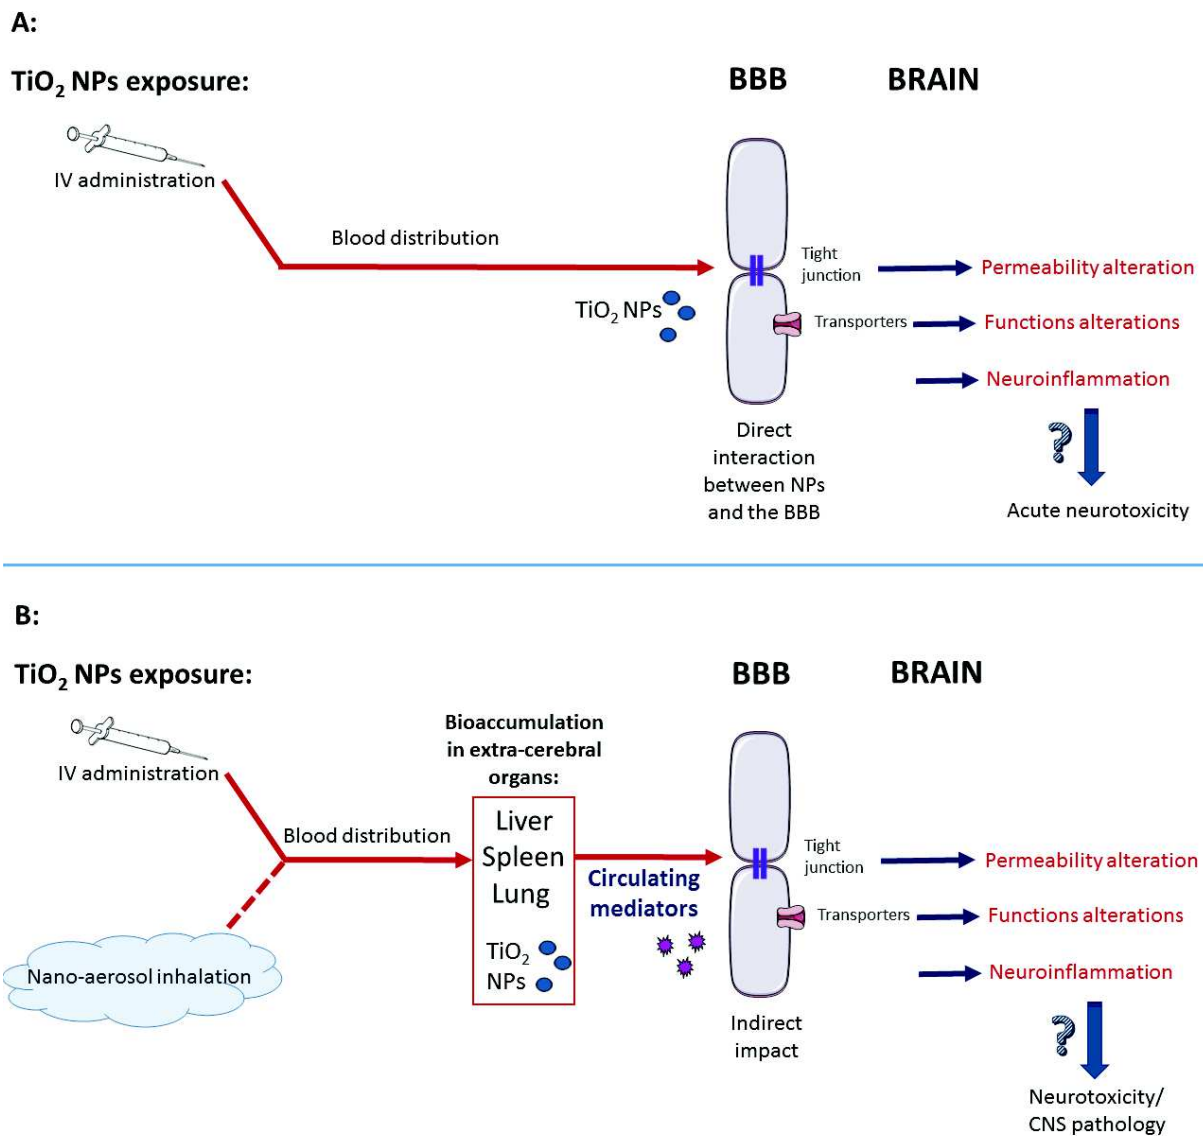 A:
TiO2 NPs exposure:
BBB
BRAIN
IV administration
Blood distribution
TiO2 NPs
Tight
junction
Transporters
Permeability alteration
Functions alterations
Neuroinflammation
Direct
interaction
between NPs
and the BBB
?
Acute neurotoxicity
B:
TiO2 NPs exposure:
BBB
BRAIN
IV administration
Nano-aerosol inhalation
Blood distribution
Bioaccumulation
in extra-cerebral
organs:
Liver
Spleen
Lung
TiO2
NPs
Circulating
mediators
Tight
junction
Transporters
Permeability alteration
Functions alterations
Neuroinflammation
Indirect
impact
?
Neurotoxicity/
CNS pathology